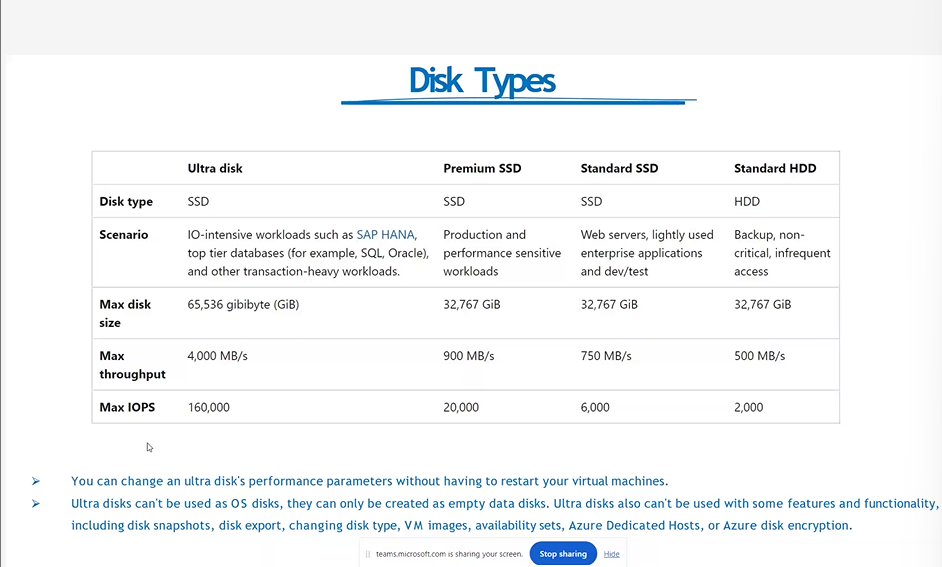 Disk Types
Ultra disk Premium SSD Standard SSD Standard HDD
Disk type SSD SSD SSD HDD
Scenario IO-intensive workloads such as SAP HANA, Production and Web servers, lightly used Backup, non-
top tier databases (for example, SQL, Oracle), performance sensitive enterprise applications critical, infrequent
and other transaction-heavy workloads. workloads and dev/test access
Max disk 65,536 gibibyte (GiB) 32,767 GiB 32,767 GiB 32,767 GiB
size
Max 4,000 MB/s 900 MB/s 750 MB/s 500 MB/s
throughput
Max IOPS 160,000 20,000 6,000 2,000
You can change an ultra disk's performance parameters without having to restart your virtual machines.
Ultra disks can't be used as OS disks, they can only be created as empty data disks. Ultra disks also can't be used with some features and functionality,
including disk snapshots, disk export, changing disk type, VM images, availability sets, Azure Dedicated Hosts, or Azure disk encryption.
teams.microsoft.com is sharing your screen. Stop sharing Hide